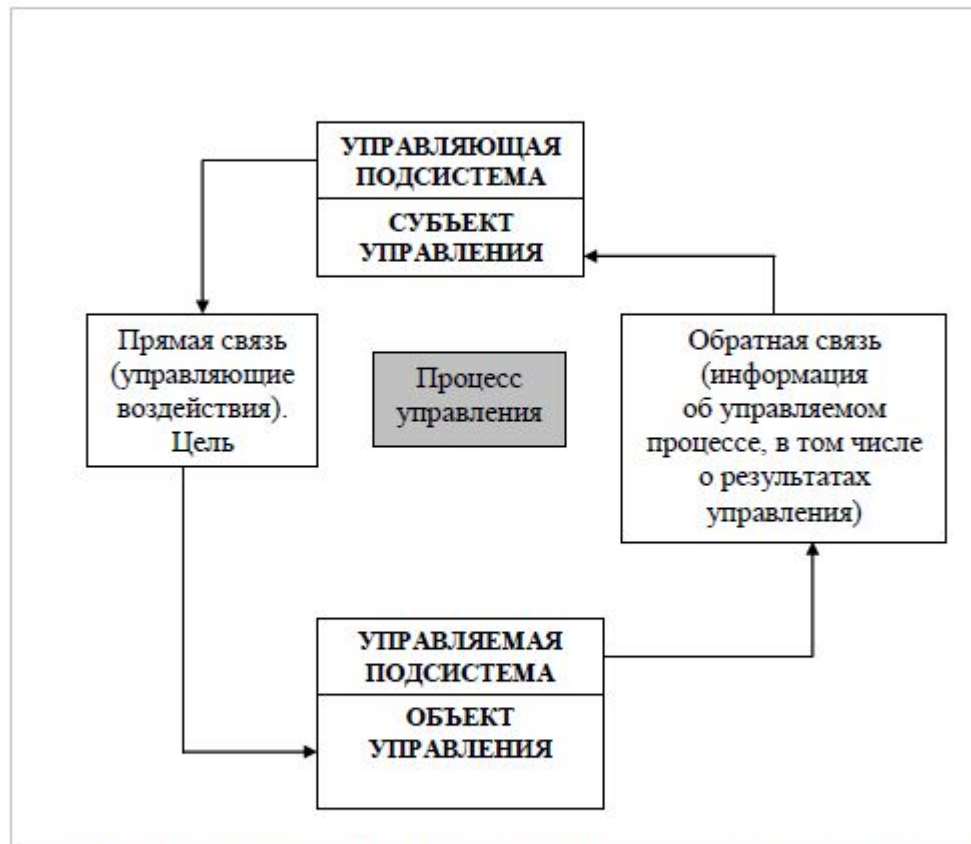 УПРАВЛЯЮЩАЯ
ПОДСИСТЕМА
СУБЪЕКТ
УПРАВЛЕНИЯ
Прямая связь
(управляющие
воздействия).
Цель
Процесс
управления
Обратная связь
(информация
об управляемом
процессе, в том числе
о результатах
управления)
УПРАВЛЯЕМАЯ
ПОДСИСТЕМА
ОБЪЕКТ
УПРАВЛЕНИЯ